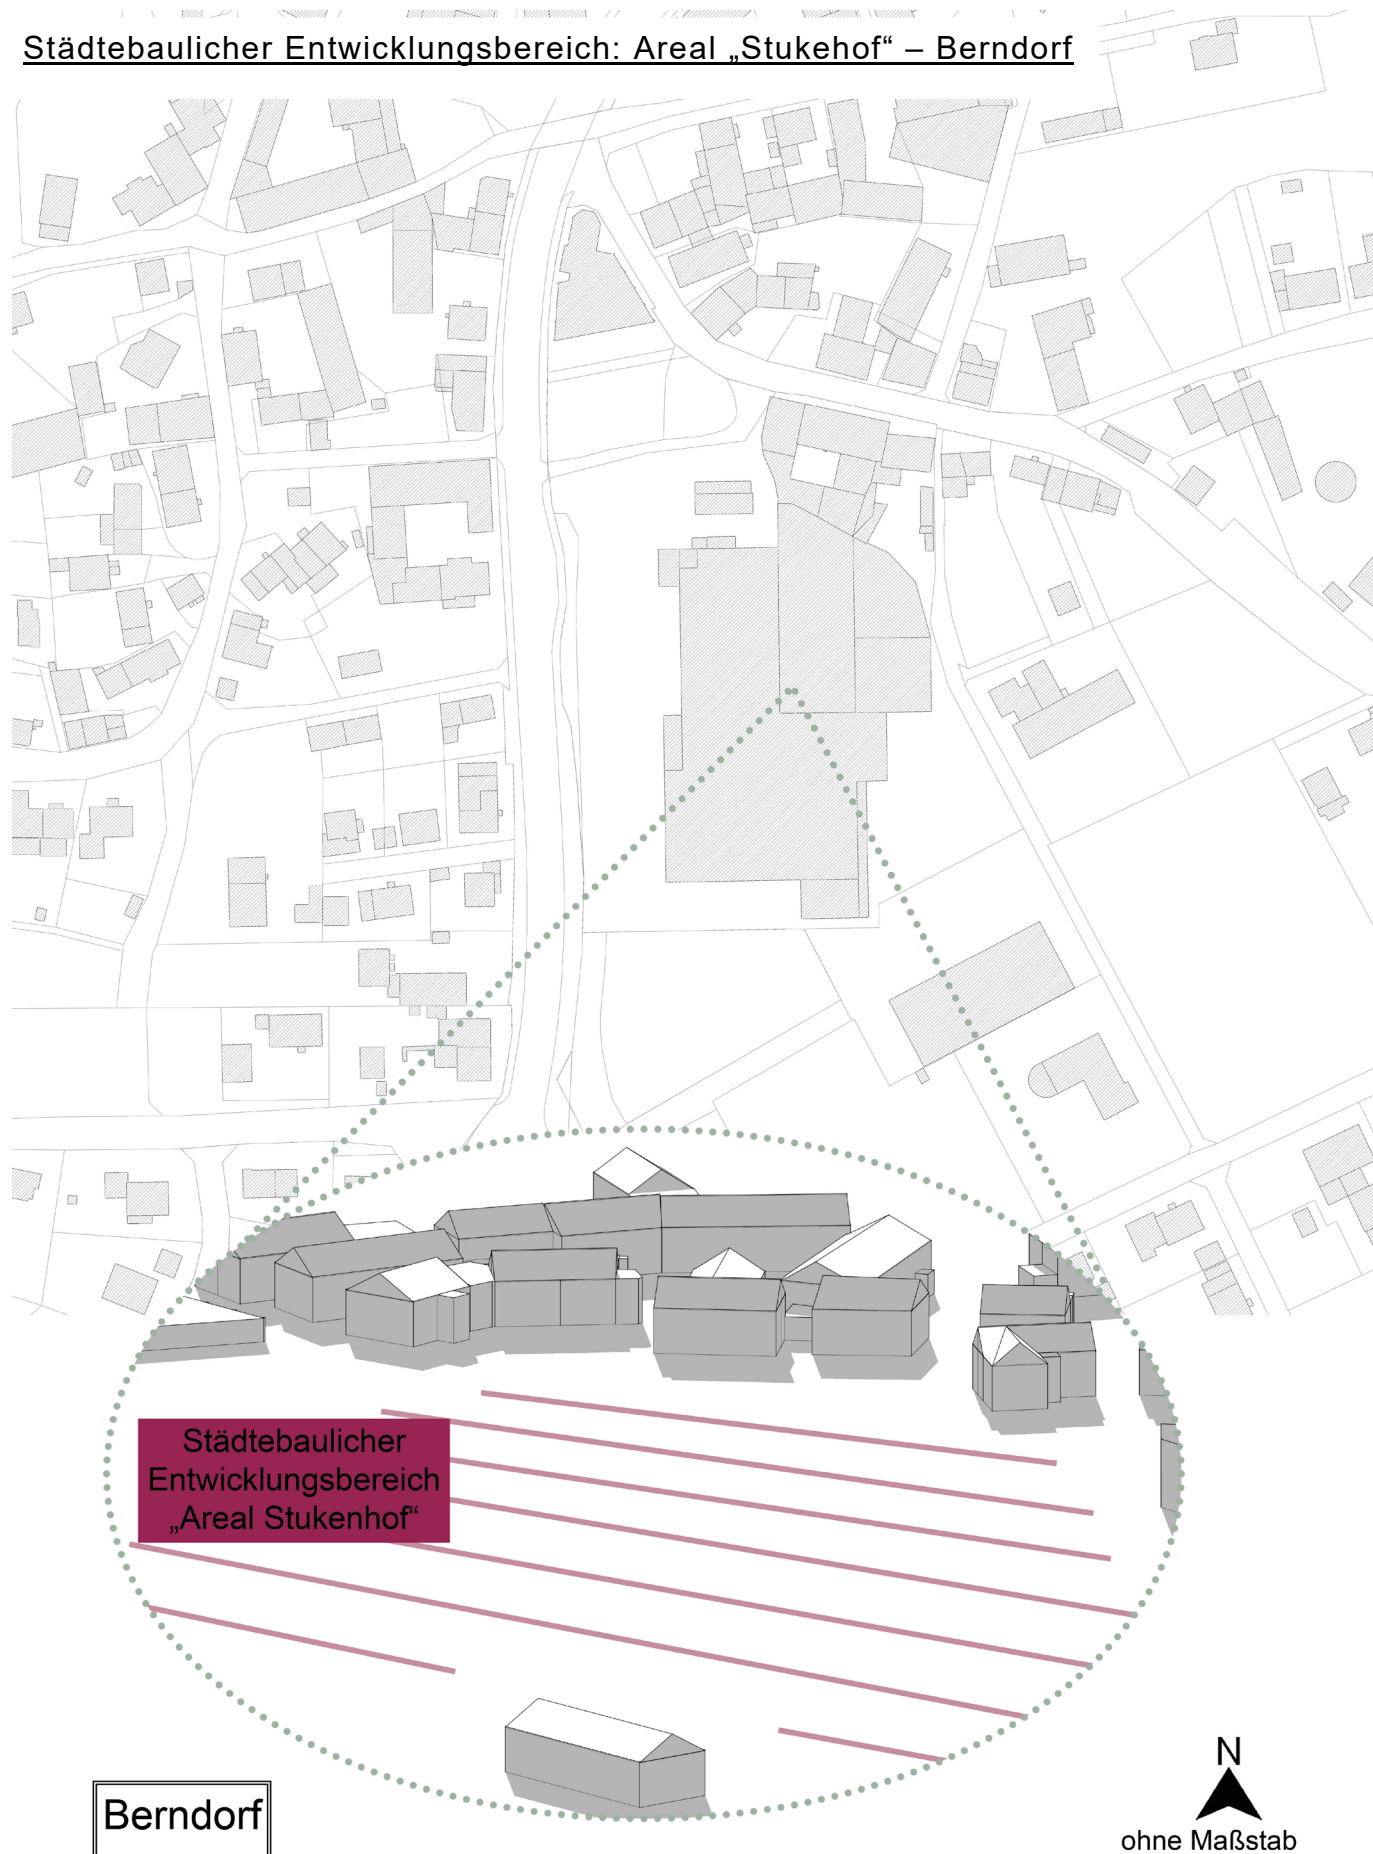 Städtebaulicher Entwicklungsbereich: Areal „Stukehof“ – Berndorf
Städtebaulicher
Entwicklungsbereich
„Areal Stukenhof“
Berndorf
N
ohne Maßstab